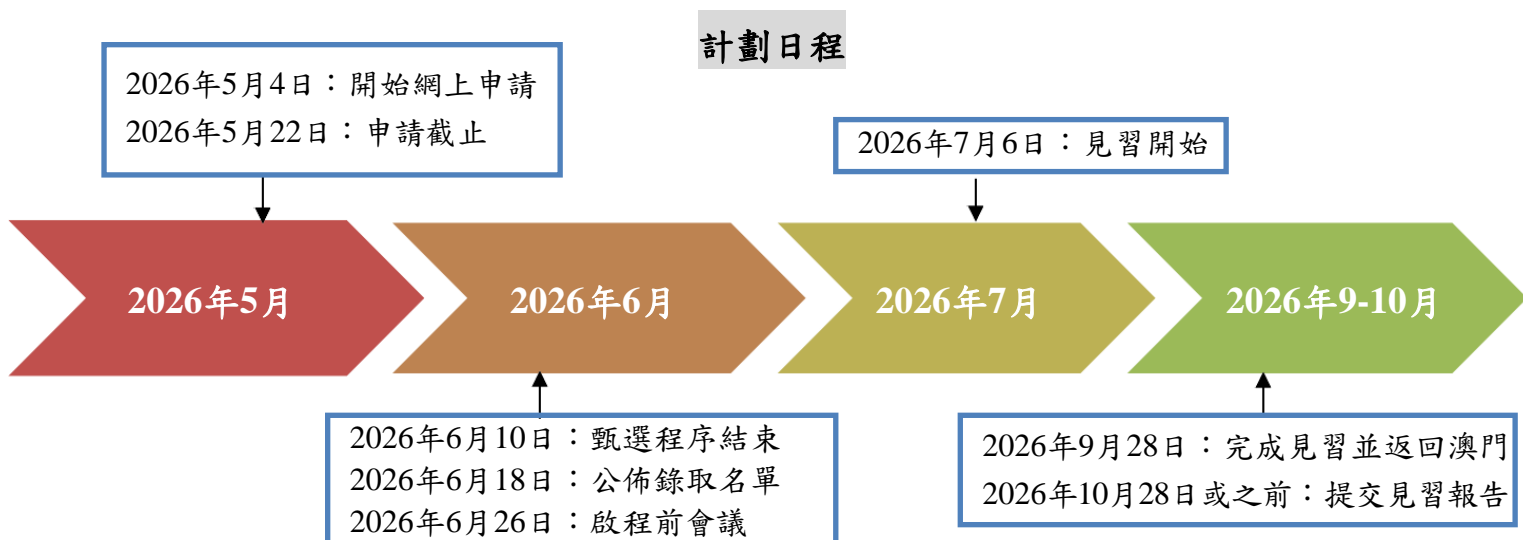 計劃日程
2026年5月4日：開始網上申請
2026年5月22日：申請截止
2026年7月6日：見習開始
2026年5月
2026年6月
2026年7月
2026年9-10月
2026年6月10日：甄選程序結束
2026年6月18日：公佈錄取名單
2026年6月26日：啟程前會議
2026年9月28日：完成見習並返回澳門
2026年10月28日或之前：提交見習報告